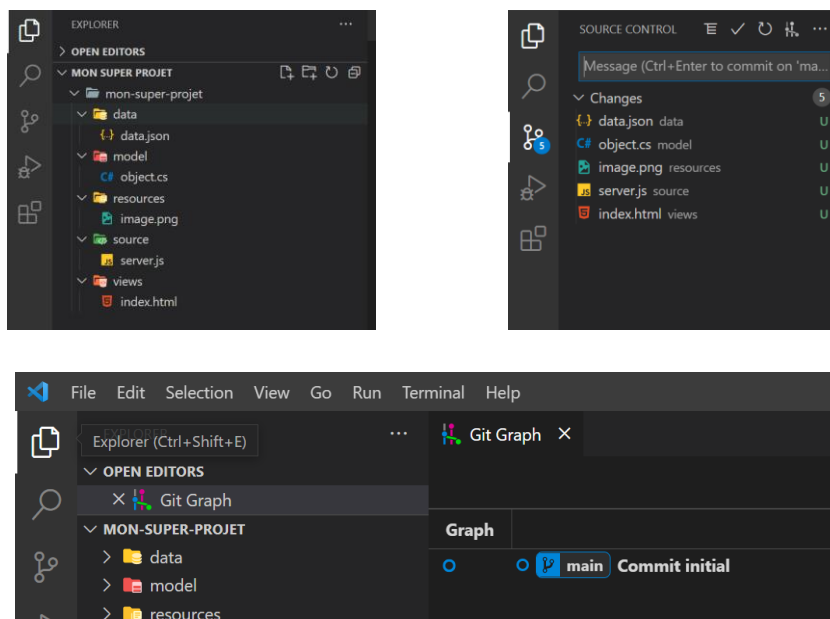 EXPLORER
OPEN EDITORS
MON SUPER PROJET
mon-super-projet
data
data.json
model
C# object.cs
resources
image.png
source
JS server.js
views
index.html
SOURCE CONTROL
Message (Ctrl+Enter to commit on 'ma...
Changes 5
data.json data U
C# object.cs model U
image.png resources U
JS server.js source U
index.html views U
5
File Edit Selection View Go Run Terminal Help
Explorer (Ctrl+Shift+E)
Git Graph
OPEN EDITORS
Git Graph
MON-SUPER-PROJET
Graph
data
main Commit initial
model
resources